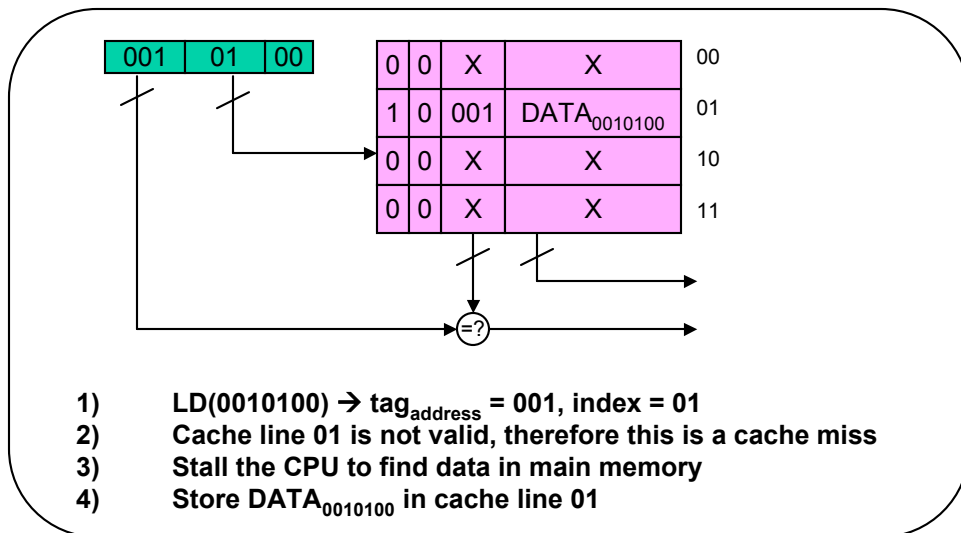 001 01 00
0 0 X X 00
1 0 001 DATA0010100 01
0 0 X X 10
0 0 X X 11
=?
1) LD(0010100) → tagaddress = 001, index = 01
2) Cache line 01 is not valid, therefore this is a cache miss
3) Stall the CPU to find data in main memory
4) Store DATA0010100 in cache line 01